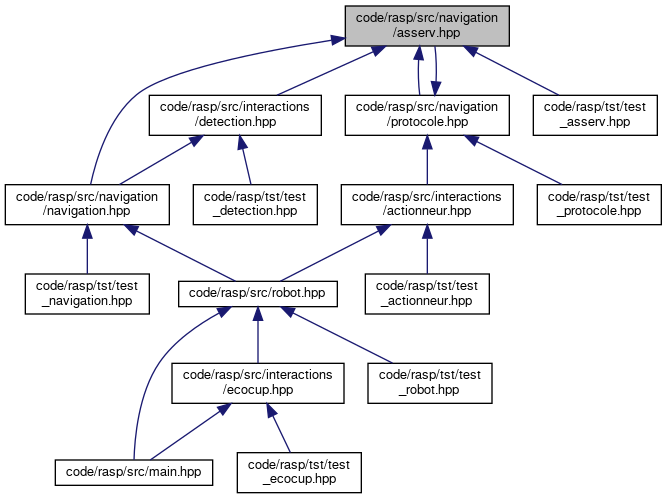 code/rasp/src/navigation
/asserv.hpp
code/rasp/src/interactions
/detection.hpp
code/rasp/src/navigation
/protocole.hpp
code/rasp/tst/test
_asserv.hpp
code/rasp/src/navigation
/navigation.hpp
code/rasp/tst/test
_detection.hpp
code/rasp/src/interactions
/actionneur.hpp
code/rasp/tst/test
_protocole.hpp
code/rasp/tst/test
_navigation.hpp
code/rasp/src/robot.hpp
code/rasp/tst/test
_actionneur.hpp
code/rasp/src/interactions
/ecocup.hpp
code/rasp/tst/test
_robot.hpp
code/rasp/src/main.hpp
code/rasp/tst/test
_ecocup.hpp